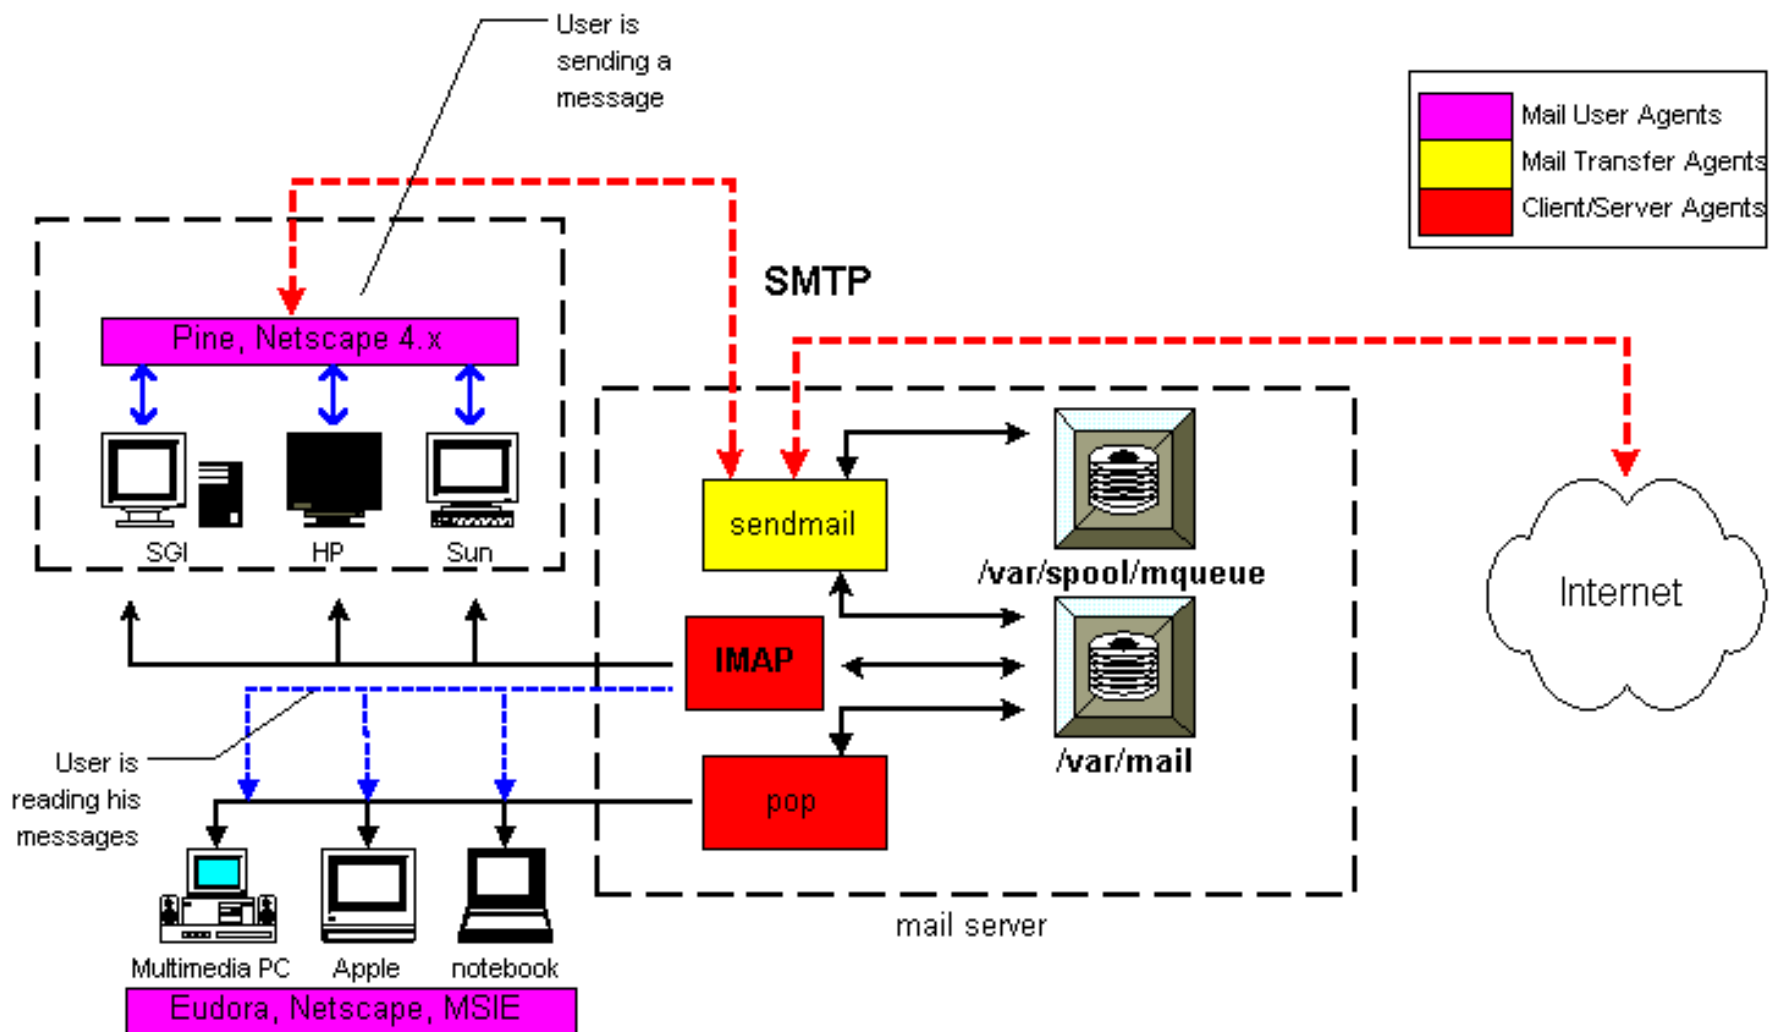 User is
sending a
message
Mail User Agents
Mail Transfer Agents
Client/Server Agents
SMTP
Pine, Netscape 4.x
SGI
HP
Sun
sendmail
/var/spool/mqueue
Internet
IMAP
/var/mail
pop
User is
reading his
messages
mail server
Multimedia PC
Apple
notebook
Eudora, Netscape, MSIE